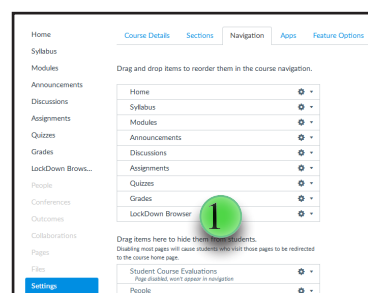 Home
Syllabus
Modules
Announcements
Discussions
Assignments
Quizzes
Grades
LockDown Brows...
People
Conferences
Outcomes
Collaborations
Pages
Files
Settings
Course Details Sections Navigation Apps Feature Options
Drag and drop items to reorder them in the course navigation.
Home
Syllabus
Modules
Announcements
Discussions
Assignments
Quizzes
Grades
LockDown Browser
1
Drag items here to hide them from students.
Disabling most pages will cause students who visit those pages to be redirected
to the course home page.
Student Course Evaluations
Page disabled, won't appear in navigation
People